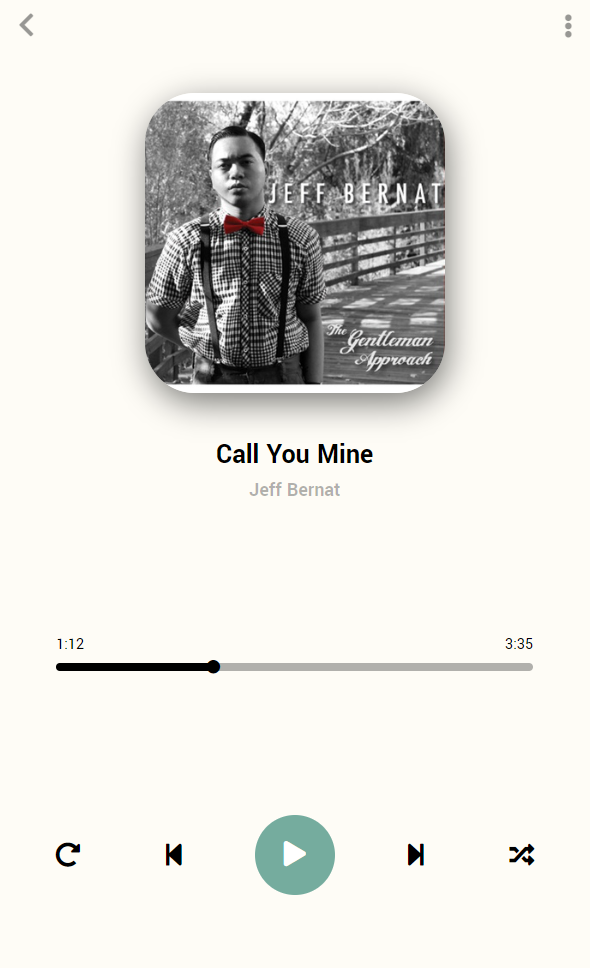 JEFF BERNAT
The
Gentleman
Approach
Call You Mine
Jeff Bernat
1:12
3:35